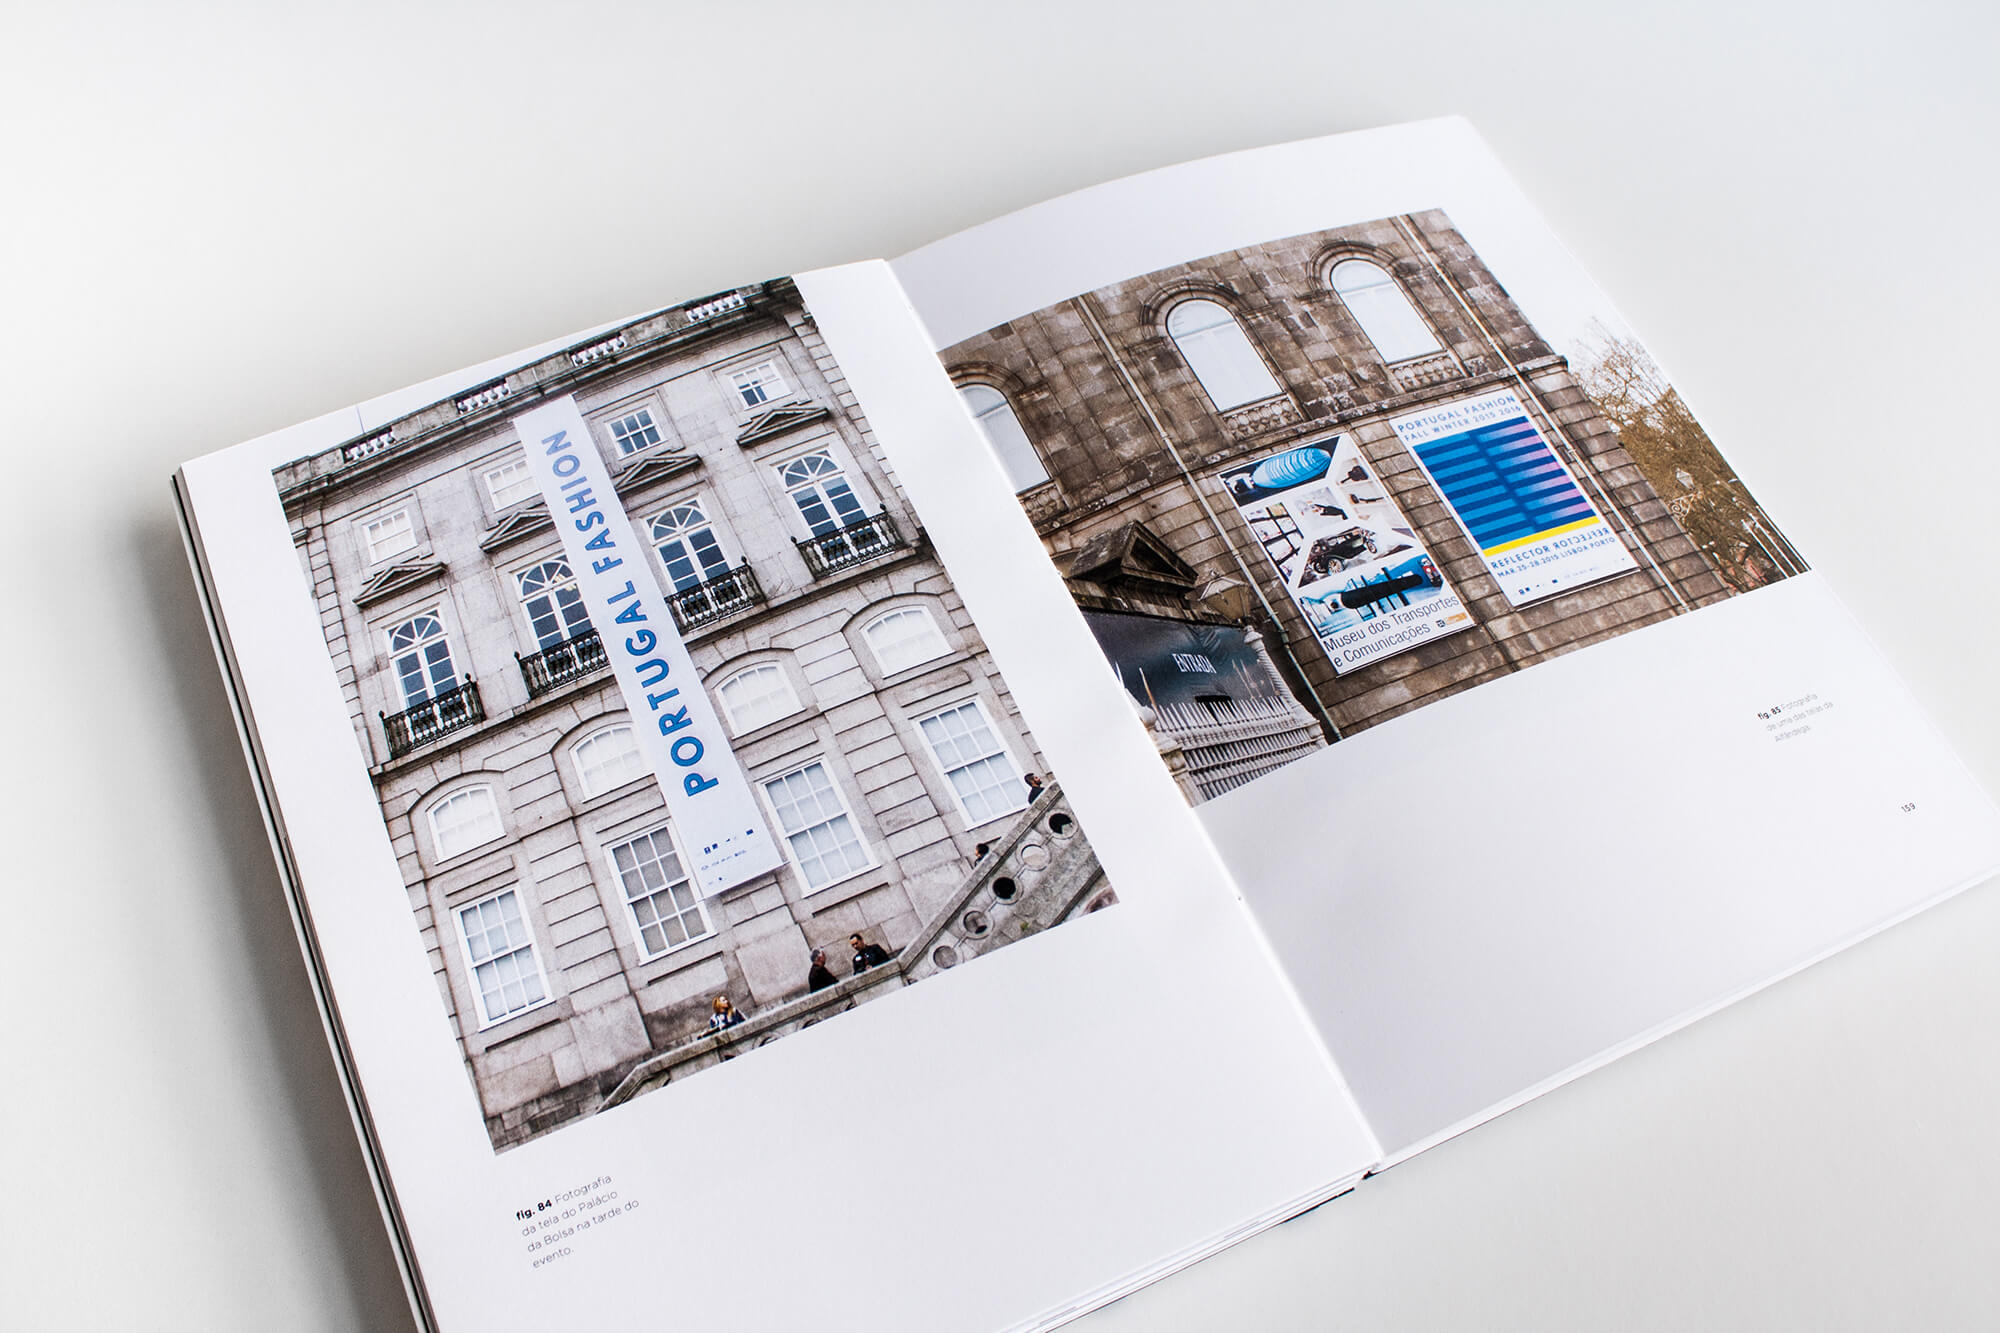 PORTUGAL FASHION
fig. 84 Fotografia
da tela do Palácio
da Bolsa na tarde do
evento.
PORTUGAL FASHION
FALL WINTER 2015 2016
REFLECTOR REFLECTOR
MAR.25-28.2015 LISBOA PORTO
Museu dos Transportes
e Comunicações
ENTRADA
fig. 85 Fotografia
de uma das telas da
Alfândega.
159